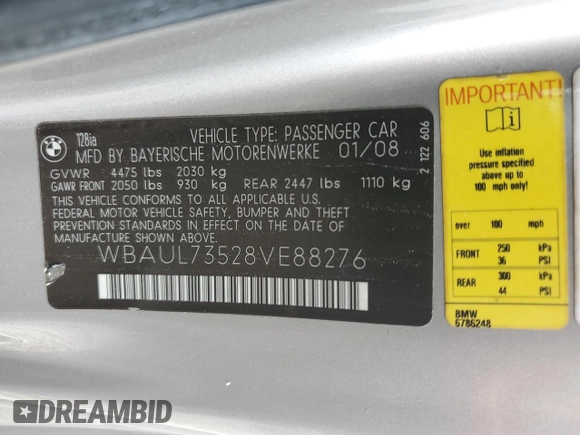 BMW
128ia
VEHICLE TYPE: PASSENGER CAR
MFD BY BAYERISCHE MOTORENWERKE 01/08
GVWR 4475 lbs 2030 kg
GAWR FRONT 2050 lbs 930 kg REAR 2447 lbs 1110 kg
THIS VEHICLE CONFORMS TO ALL APPLICABLE U.S.
FEDERAL MOTOR VEHICLE SAFETY, BUMPER AND THEFT
PREVENTION STANDARDS IN EFFECT ON THE DATE OF
MANUFACTURE SHOWN ABOVE.
WBAUL73528VE88276
2 122 606
IMPORTANT!
Use inflation
pressures specified
above for speeds up to
100 mph only!
over 100 mph
FRONT 250 kPa
36 PSI
REAR 300 kPa
44 PSI
BMW
6786248
DREAMBID